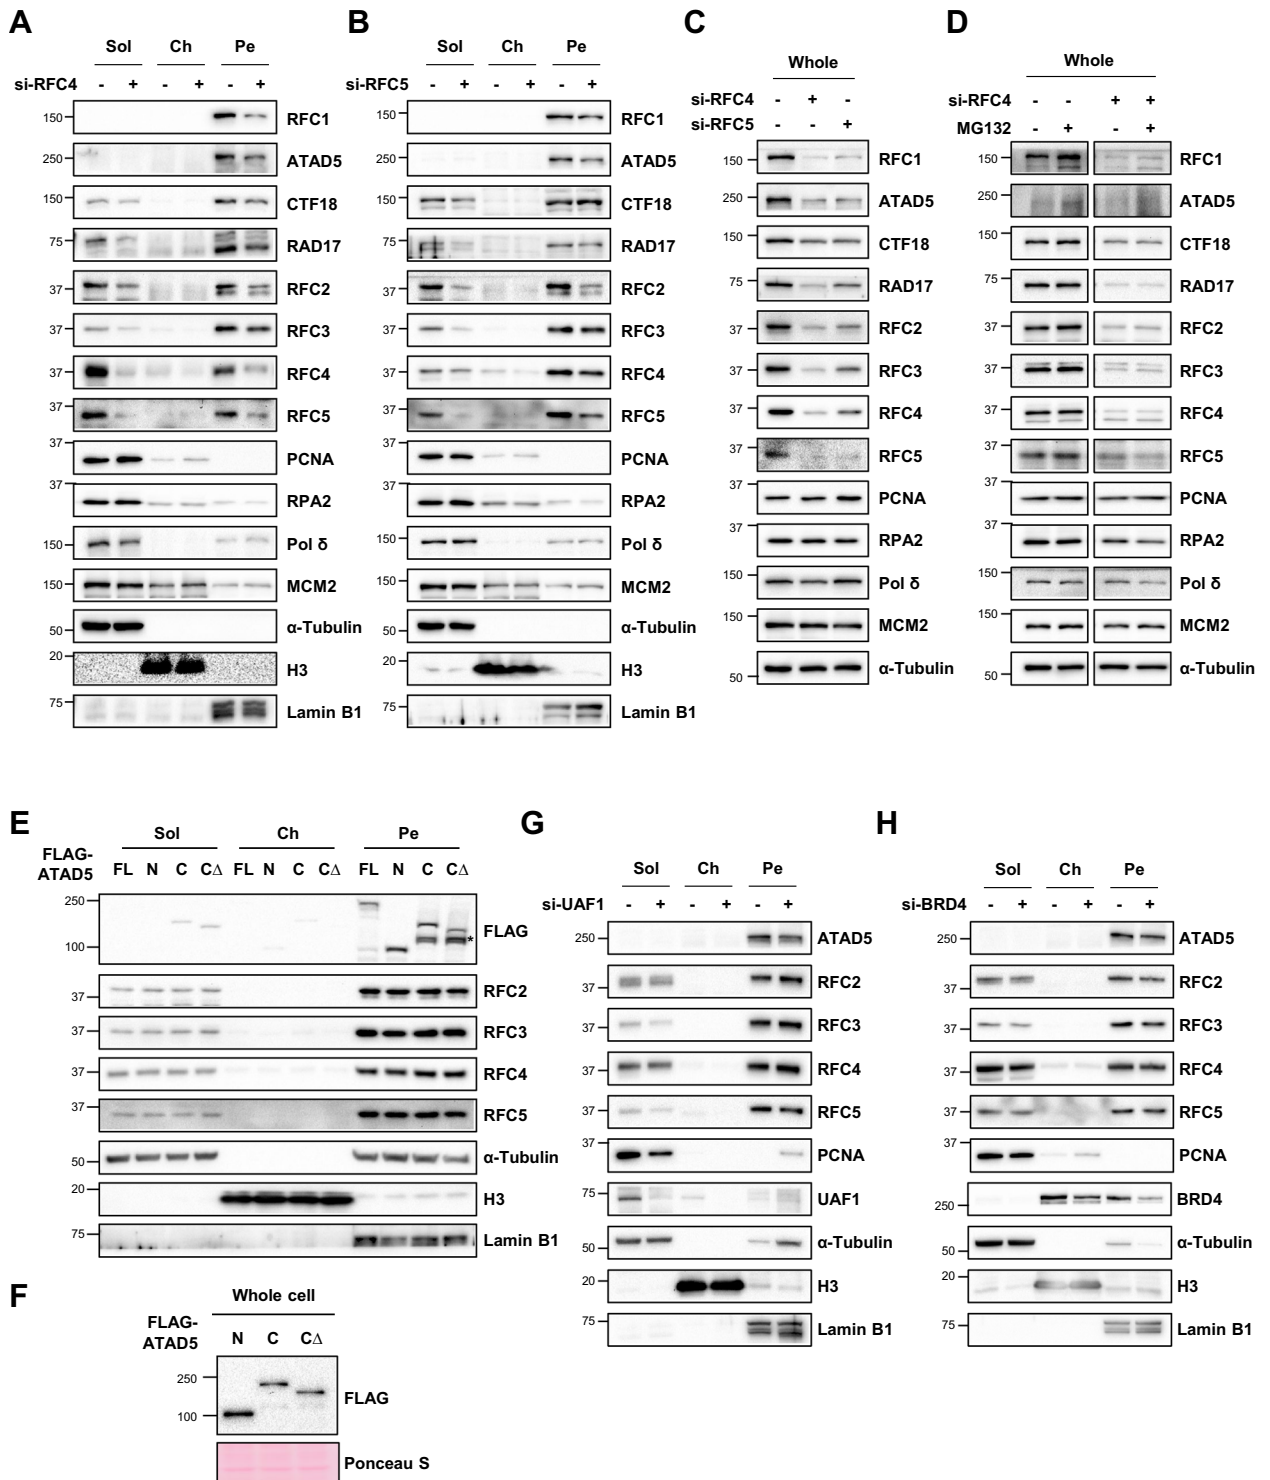 A
Sol Ch Pe
si-RFC4 - + - + - +
150 RFC1
250 ATAD5
150 CTF18
75 RAD17
37 RFC2
37 RFC3
37 RFC4
37 RFC5
37 PCNA
37 RPA2
150 Pol δ
150 MCM2
50 α-Tubulin
20 H3
75 Lamin B1
B
Sol Ch Pe
si-RFC5 - + - + - +
150 RFC1
250 ATAD5
150 CTF18
75 RAD17
37 RFC2
37 RFC3
37 RFC4
37 RFC5
37 PCNA
37 RPA2
150 Pol δ
150 MCM2
50 α-Tubulin
20 H3
75 Lamin B1
C
Whole
si-RFC4 - + -
si-RFC5 - - +
150 RFC1
250 ATAD5
150 CTF18
75 RAD17
37 RFC2
37 RFC3
37 RFC4
37 RFC5
37 PCNA
37 RPA2
150 Pol δ
150 MCM2
50 α-Tubulin
D
Whole
si-RFC4 - - + +
MG132 - + - +
150 RFC1
250 ATAD5
150 CTF18
75 RAD17
37 RFC2
37 RFC3
37 RFC4
37 RFC5
37 PCNA
37 RPA2
150 Pol δ
150 MCM2
50 α-Tubulin
E
Sol Ch Pe
FLAG-
ATAD5 FL N C CΔ FL N C CΔ FL N C CΔ
250
100 * FLAG
37 RFC2
37 RFC3
37 RFC4
37 RFC5
50 α-Tubulin
20 H3
75 Lamin B1
F
Whole cell
FLAG-
ATAD5 N C CΔ
250
100 FLAG
Ponceau S
G
Sol Ch Pe
si-UAF1 - + - + - +
250 ATAD5
37 RFC2
37 RFC3
37 RFC4
37 RFC5
37 PCNA
75 UAF1
50 α-Tubulin
20 H3
75 Lamin B1
H
Sol Ch Pe
si-BRD4 - + - + - +
250 ATAD5
37 RFC2
37 RFC3
37 RFC4
37 RFC5
37 PCNA
250 BRD4
50 α-Tubulin
20 H3
75 Lamin B1